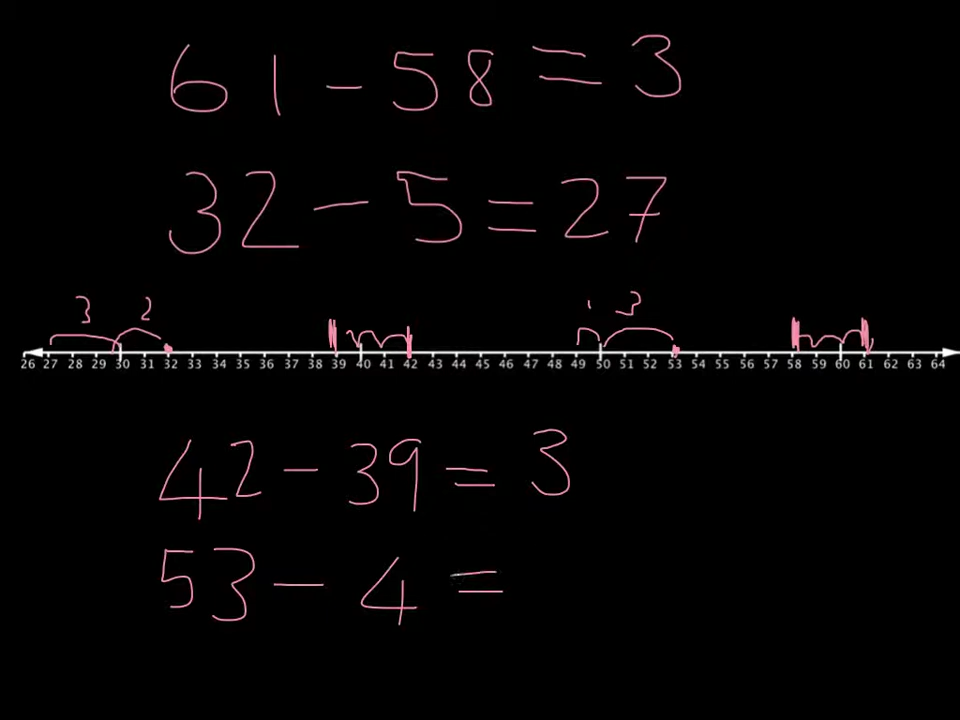 61 - 58 = 3
32 - 5 = 27
3 2 1 3
26 27 28 29 30 31 32 33 34 35 36 37 38 39 40 41 42 43 44 45 46 47 48 49 50 51 52 53 54 55 56 57 58 59 60 61 62 63 64
42 - 39 = 3
53 - 4 =